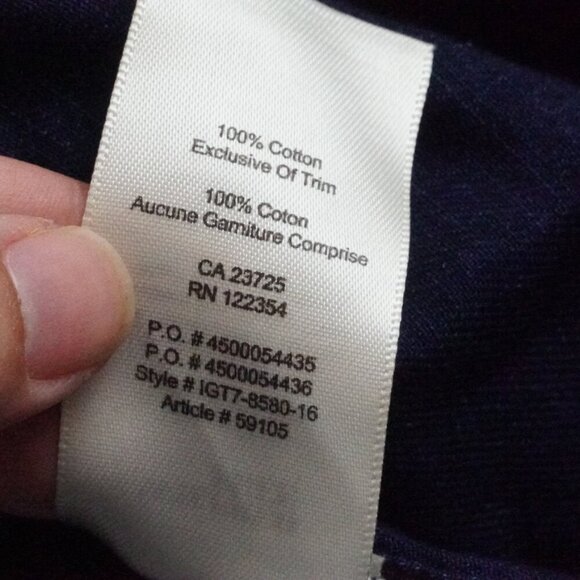 100% Cotton
Exclusive Of Trim
100% Coton
Aucune Garniture Comprise
CA 23725
RN 122354
P.O. # 4500054435
P.O. # 4500054436
Style # IGT7-8580-16
Article # 59105